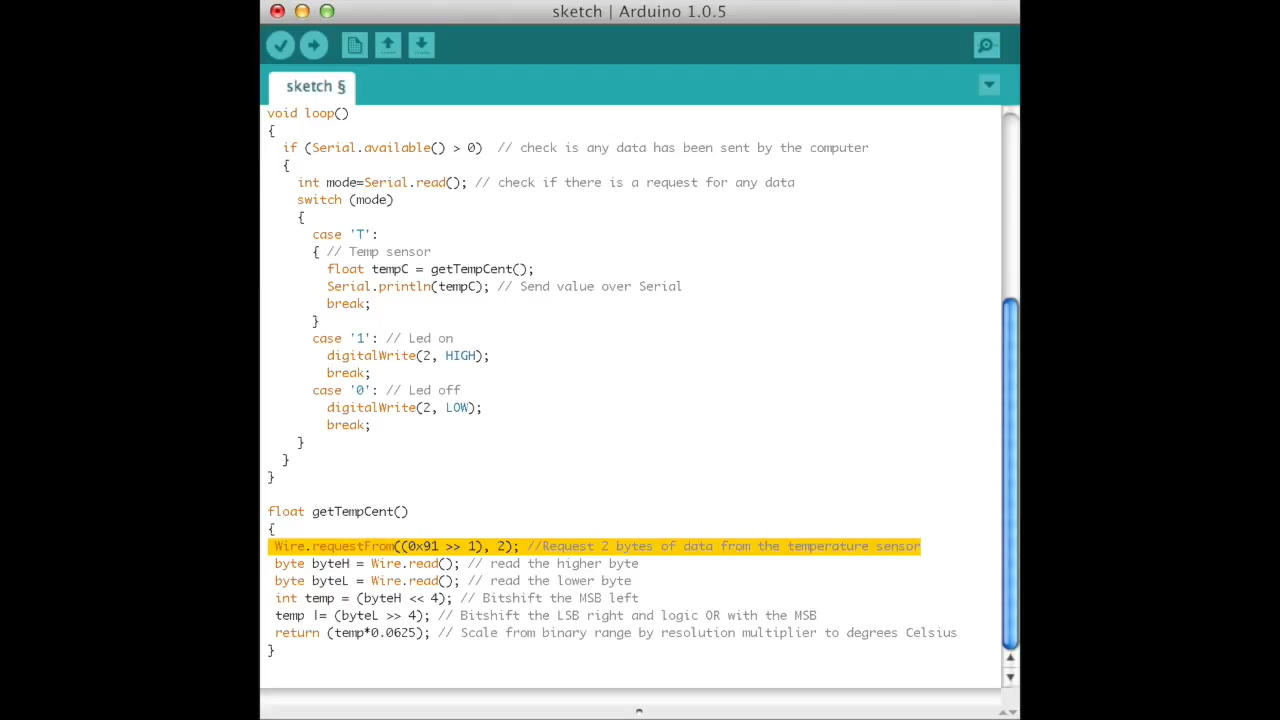 sketch | Arduino 1.0.5
sketch §
void loop()
{
if (Serial.available() > 0)  // check is any data has been sent by the computer
{
int mode=Serial.read(); // check if there is a request for any data
switch (mode)
{
case 'T':
{ // Temp sensor
float tempC = getTempCent();
Serial.println(tempC); // Send value over Serial
break;
}
case '1': // Led on
digitalWrite(2, HIGH);
break;
case '0': // Led off
digitalWrite(2, LOW);
break;
}
}
}
float getTempCent()
{
Wire.requestFrom((0x91 >> 1), 2); //Request 2 bytes of data from the temperature sensor
byte byteH = Wire.read(); // read the higher byte
byte byteL = Wire.read(); // read the lower byte
int temp = (byteH << 4); // Bitshift the MSB left
temp |= (byteL >> 4); // Bitshift the LSB right and logic OR with the MSB
return (temp*0.0625); // Scale from binary range by resolution multiplier to degrees Celsius
}